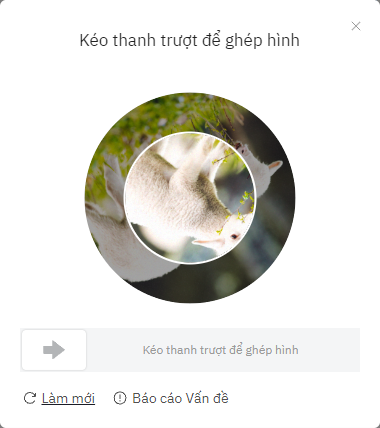 Kéo thanh trượt để ghép hình
Kéo thanh trượt để ghép hình
Làm mới Báo cáo Vấn đề